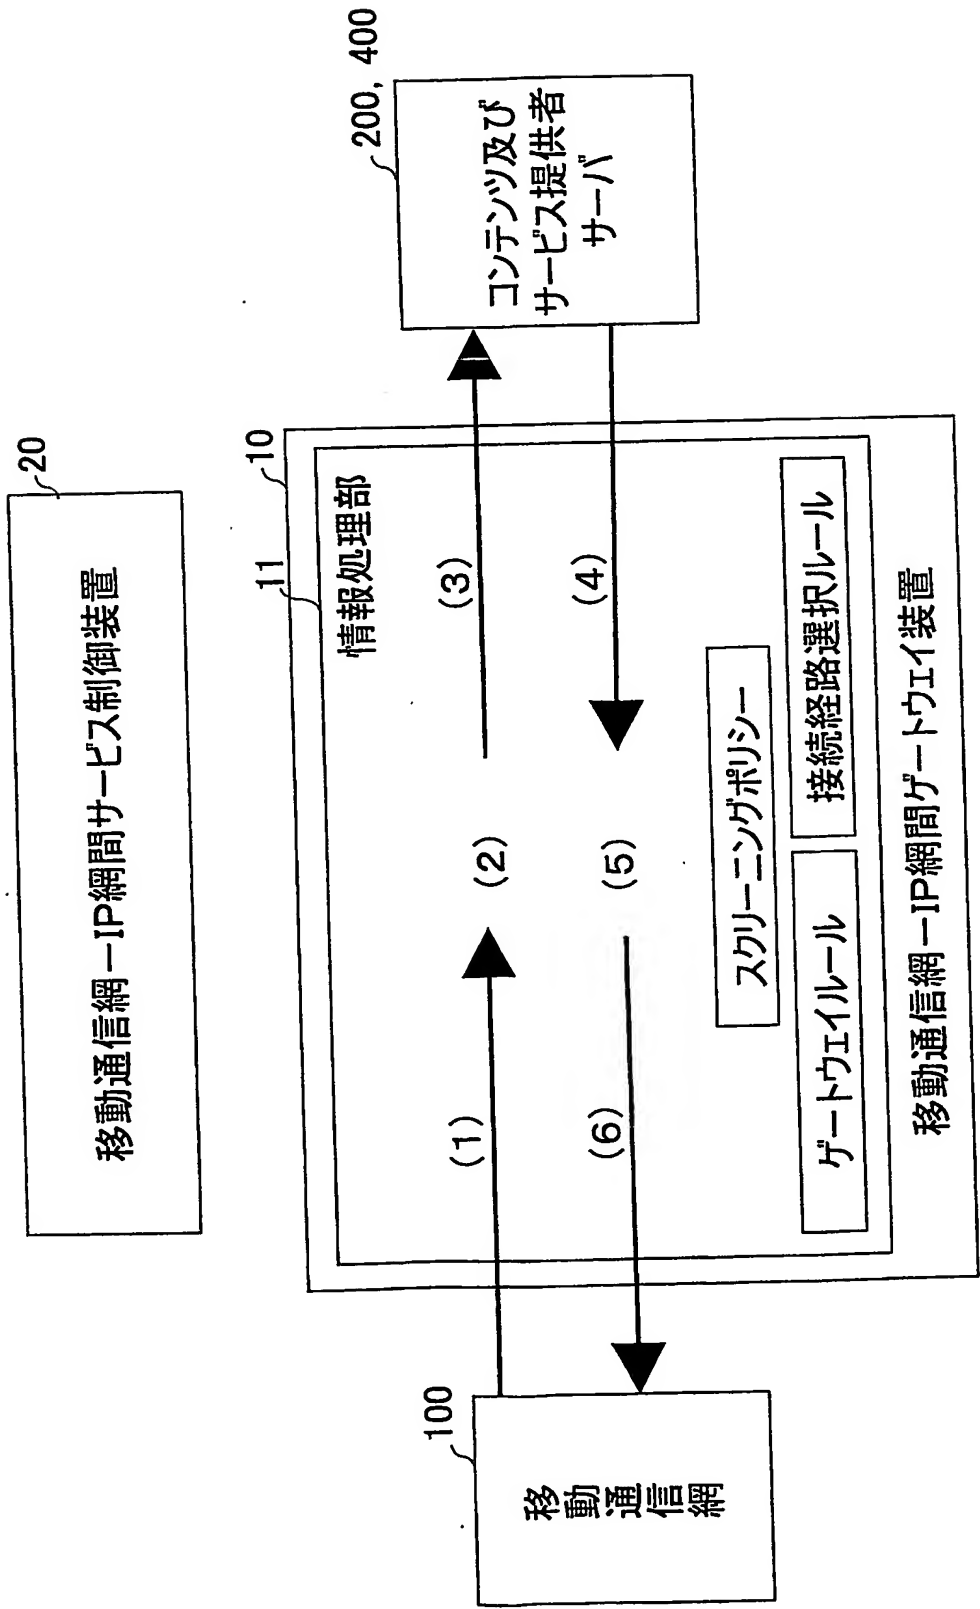 20
移動通信網－IP網間サービス制御装置
10
11
情報処理部
(1)
(2)
(3)
(4)
(5)
(6)
スクリーニングポリシー
ゲートウェイルール
接続経路選択ルール
移動通信網－IP網間ゲートウェイ装置
100
移動通信網
200, 400
コンテンツ及び
サービス提供者
サーバ